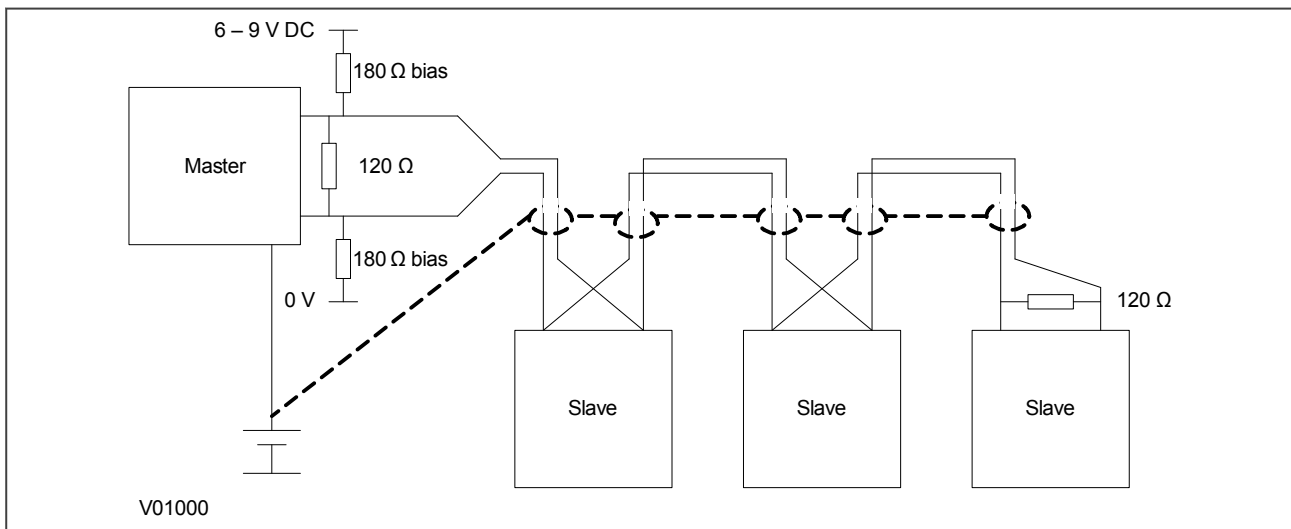 6 – 9 V DC
180 Ω bias
Master
120 Ω
180 Ω bias
0 V
120 Ω
Slave
Slave
Slave
V01000